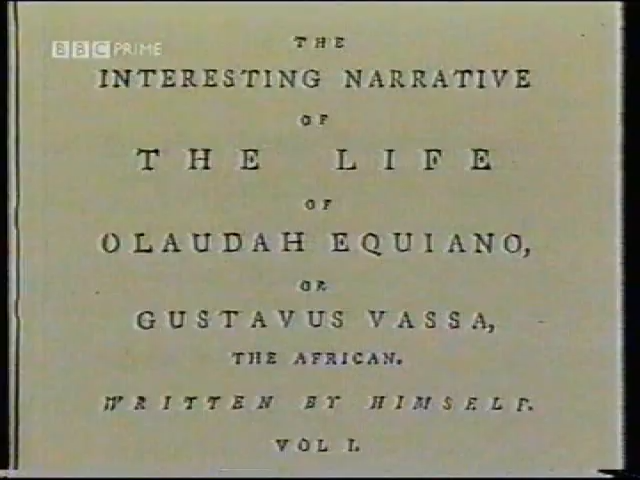 BBC PRIME
THE
INTERESTING NARRATIVE
OF
THE LIFE
OF
OLAUDAH EQUIANO,
OR
GUSTAVUS VASSA,
THE AFRICAN.
WRITTEN BY HIMSELF.
VOL I.